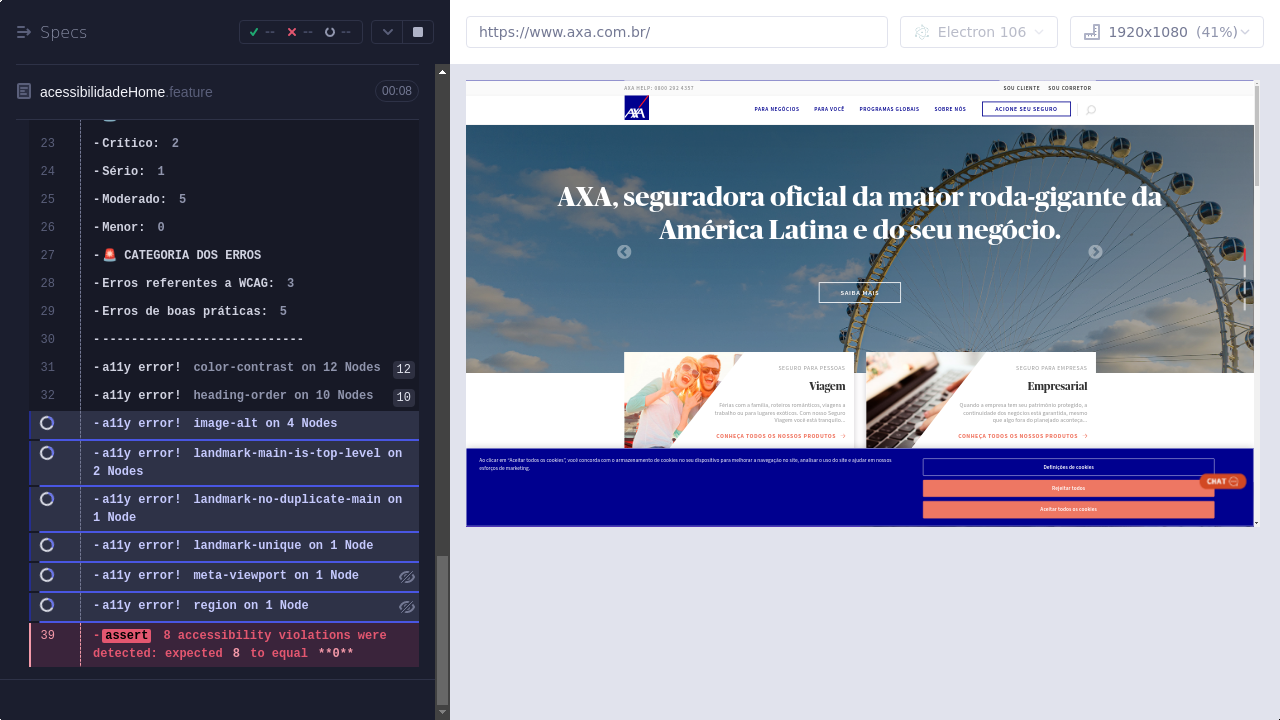 Specs
--
--
--
https://www.axa.com.br/
Electron 106
1920x1080 (41%)
acessibilidadeHome.feature
00:08
23 -Crítico: 2
24 -Sério: 1
25 -Moderado: 5
26 -Menor: 0
27 -🚨 CATEGORIA DOS ERROS
28 -Erros referentes a WCAG: 3
29 -Erros de boas práticas: 5
30 -----------------------------
31 -a11y error! color-contrast on 12 Nodes 12
32 -a11y error! heading-order on 10 Nodes 10
-a11y error! image-alt on 4 Nodes
-a11y error! landmark-main-is-top-level on
-a11y error! landmark-no-duplicate-main on
1 Node
-a11y error! landmark-unique on 1 Node
-a11y error! meta-viewport on 1 Node
-a11y error! region on 1 Node
39 -assert 8 accessibility violations were
detected: expected 8 to equal **0**
AXA HELP: 0800 292 4357
SOU CLIENTE SOU CORRETOR
AXA
PARA NEGÓCIOS PARA VOCÊ PROGRAMAS GLOBAIS SOBRE NÓS ACIONE SEU SEGURO
AXA, seguradora oficial da maior roda-gigante da
América Latina e do seu negócio.
SAIBA MAIS
SEGURO PARA PESSOAS
Viagem
Férias com a família, roteiros românticos, viagens a
trabalho ou para lugares exóticos. Com nosso Seguro
Viagem você está tranquilo...
CONHEÇA TODOS OS NOSSOS PRODUTOS
SEGURO PARA EMPRESAS
Empresarial
Quando a empresa tem seu patrimônio protegido, a
continuidade dos negócios está garantida, mesmo
que algo fora do planejado aconteça...
CONHEÇA TODOS OS NOSSOS PRODUTOS
Ao clicar em "Aceitar todos os cookies", você concorda com o armazenamento de cookies no seu dispositivo para melhorar a navegação no site, analisar o uso do site e ajudar em nossos
esforços de marketing.
Definições de cookies
Rejeitar todos
Aceitar todos os cookies
CHAT